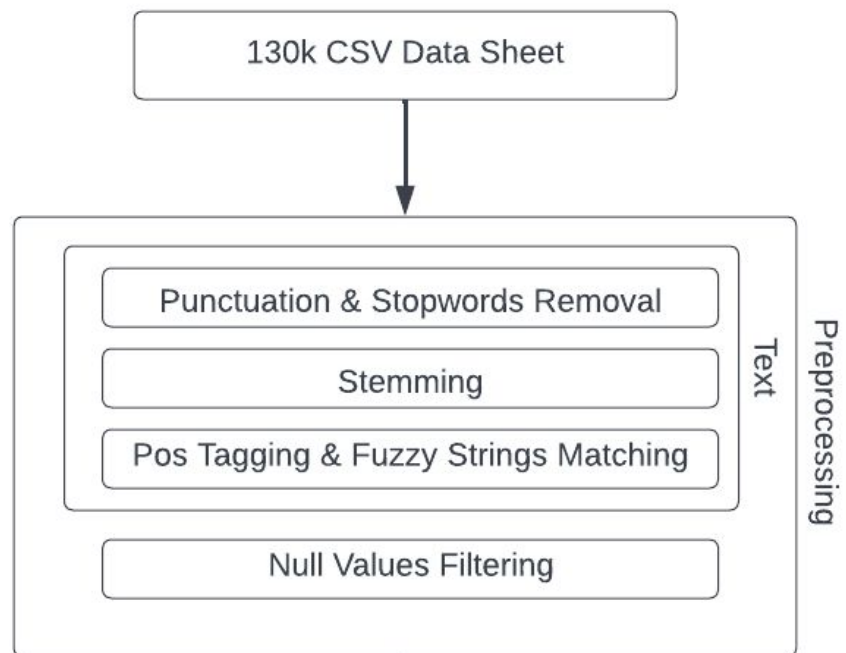 130k CSV Data Sheet
Punctuation & Stopwords Removal
Stemming
Pos Tagging & Fuzzy Strings Matching
Text
Null Values Filtering
Preprocessing